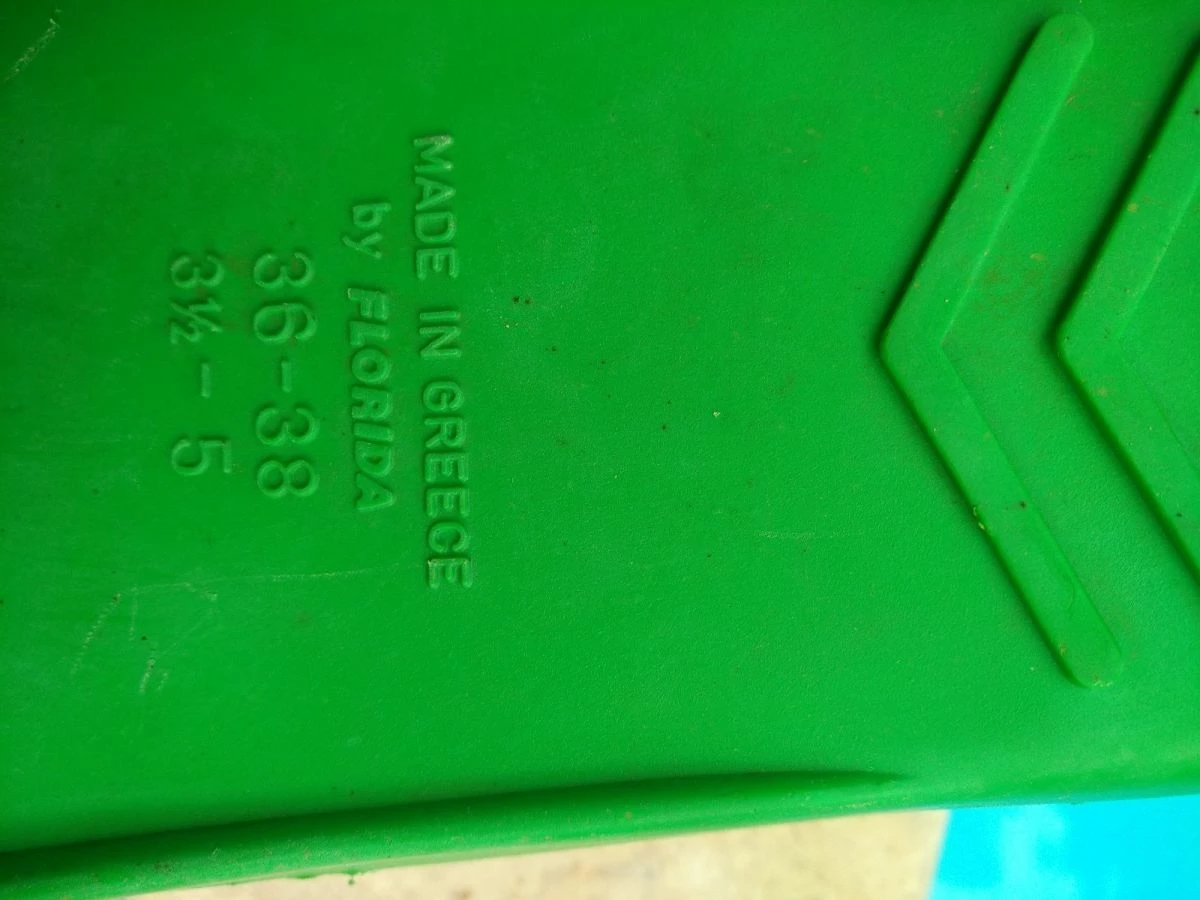 MADE IN GREECE
by FLORIDA
36-38
3½ - 5